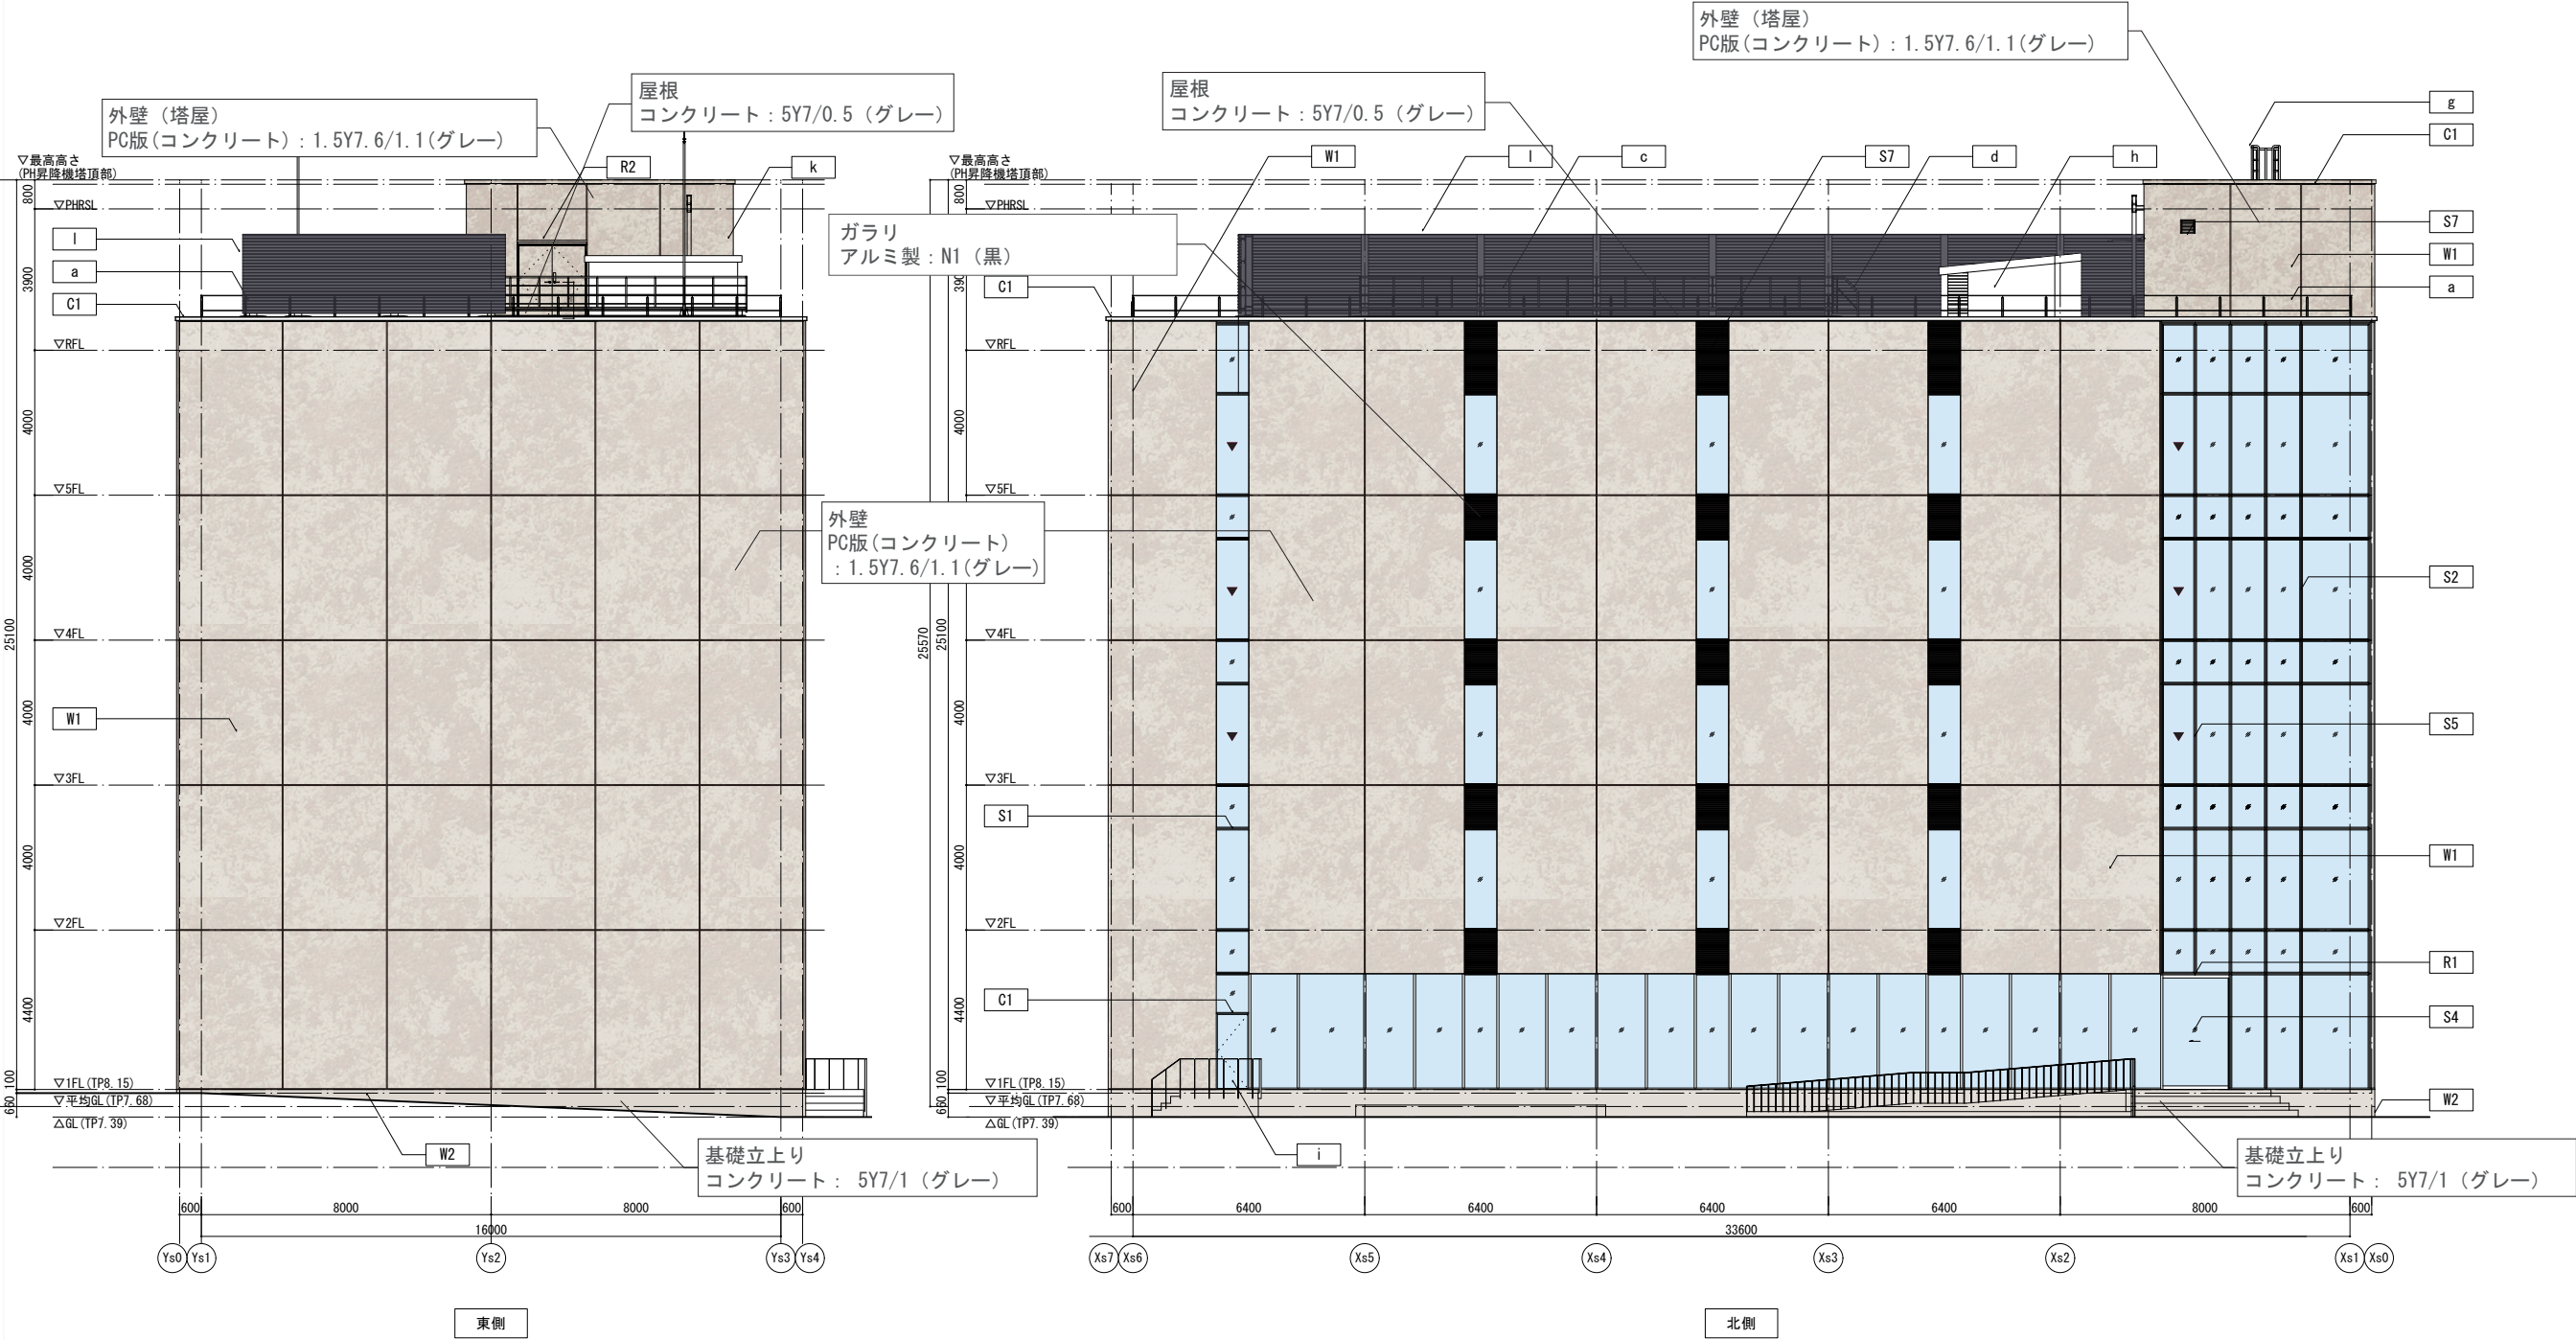 外壁（塔屋）
PC版(コンクリート)：1.5Y7.6/1.1(グレー)
屋根
コンクリート：5Y7/0.5（グレー）
R2
k
▽最高高さ
(PH昇降機塔頂部)
800
▽PHRSL
l
a
3900
C1
▽RFL
4000
▽5FL
4000
25100
▽4FL
W1
4000
▽3FL
4000
▽2FL
4400
100
▽1FL(TP8.15)
▽平均GL(TP7.68)
660
△GL(TP7.39)
W2
基礎立上り
コンクリート： 5Y7/1（グレー）
600
8000
8000
600
16000
Ys0
Ys1
Ys2
Ys3
Ys4
東側
外壁
PC版(コンクリート)
：1.5Y7.6/1.1(グレー)
外壁（塔屋）
PC版(コンクリート)：1.5Y7.6/1.1(グレー)
屋根
コンクリート：5Y7/0.5（グレー）
g
C1
W1
l
c
S7
d
h
▽最高高さ
(PH昇降機塔頂部)
800
▽PHRSL
ガラリ
アルミ製：N1（黒）
S7
W1
a
C1
▽RFL
4000
▽5FL
S2
25570
25100
▽4FL
4000
S5
▽3FL
S1
4000
W1
▽2FL
R1
C1
4400
S4
100
▽1FL(TP8.15)
▽平均GL(TP7.68)
660
△GL(TP7.39)
W2
i
基礎立上り
コンクリート： 5Y7/1（グレー）
600
6400
6400
6400
6400
8000
600
33600
Xs7
Xs6
Xs5
Xs4
Xs3
Xs2
Xs1
Xs0
北側